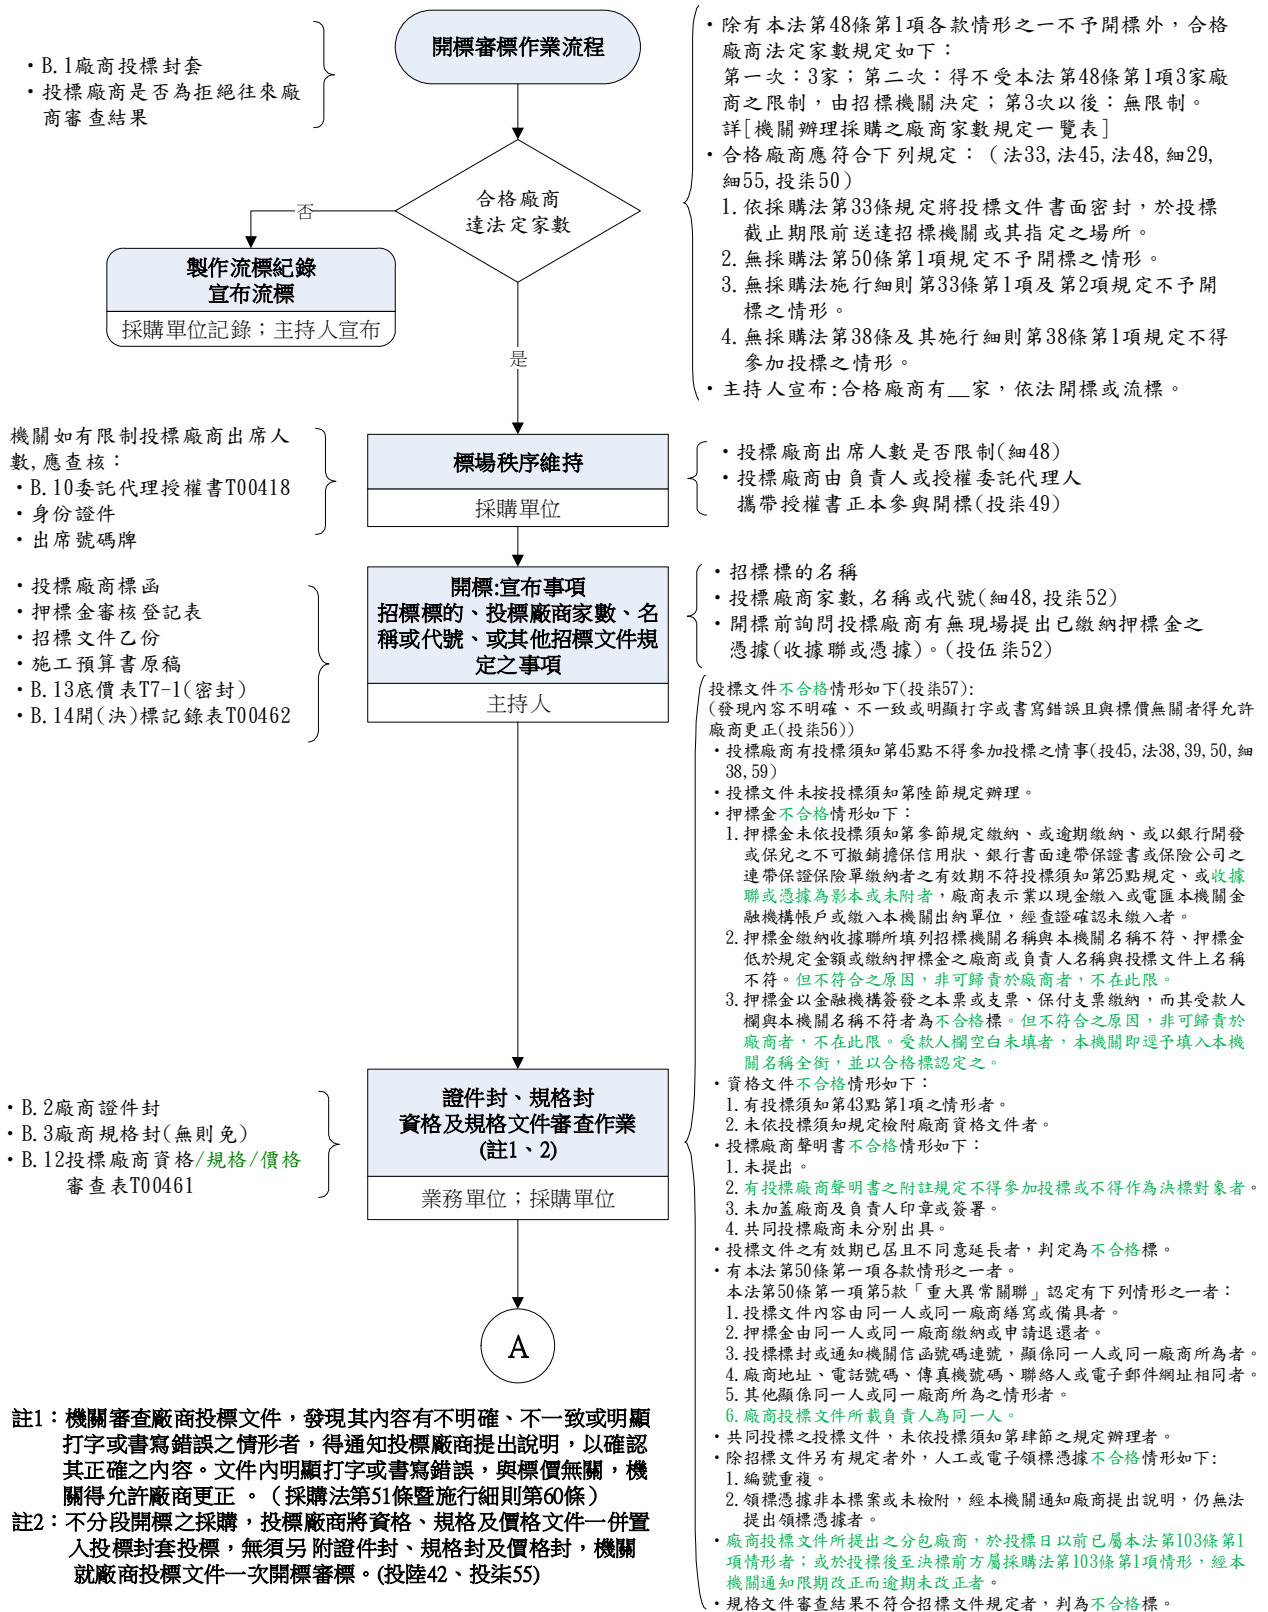 開標審標作業流程
・B.1廠商投標封套
・投標廠商是否為拒絕往來廠
商審查結果
・除有本法第48條第1項各款情形之一不予開標外，合格
廠商法定家數規定如下：
第一次：3家；第二次：得不受本法第48條第1項3家廠
商之限制，由招標機關決定；第3次以後：無限制。
詳[機關辦理採購之廠商家數規定一覽表]
・合格廠商應符合下列規定：（法33,法45,法48,細29,
細55,投柒50）
1.依採購法第33條規定將投標文件書面密封，於投標
截止期限前送達招標機關或其指定之場所。
2.無採購法第50條第1項規定不予開標之情形。
3.無採購法施行細則第33條第1項及第2項規定不予開
標之情形。
4.無採購法第38條及其施行細則第38條第1項規定不得
參加投標之情形。
・主持人宣布:合格廠商有__家，依法開標或流標。
合格廠商
達法定家數
否
製作流標紀錄
宣布流標
採購單位記錄；主持人宣布
是
機關如有限制投標廠商出席人
數,應查核：
・B.10委託代理授權書T00418
・身份證件
・出席號碼牌
標場秩序維持
採購單位
・投標廠商出席人數是否限制(細48)
・投標廠商由負責人或授權委託代理人
攜帶授權書正本參與開標(投柒49)
・投標廠商標函
・押標金審核登記表
・招標文件乙份
・施工預算書原稿
・B.13底價表T7-1(密封)
・B.14開(決)標記錄表T00462
開標:宣布事項
招標標的、投標廠商家數、名
稱或代號、或其他招標文件規
定之事項
主持人
・招標標的名稱
・投標廠商家數,名稱或代號(細48,投柒52)
・開標前詢問投標廠商有無現場提出已繳納押標金之
憑據(收據聯或憑據)。(投伍柒52)
投標文件不合格情形如下(投柒57):
(發現內容不明確、不一致或明顯打字或書寫錯誤且與標價無關者得允許
廠商更正(投柒56))
・投標廠商有投標須知第45點不得參加投標之情事(投45,法38,39,50,細
38,59)
・投標文件未按投標須知第陸節規定辦理。
・押標金不合格情形如下：
1.押標金未依投標須知第參節規定繳納、或逾期繳納、或以銀行開發
或保兌之不可撤銷擔保信用狀、銀行書面連帶保證書或保險公司之
連帶保證保險單繳納者之有效期不符投標須知第25點規定、或收據
聯或憑據為影本或未附者，廠商表示業以現金繳入或電匯本機關金
融機構帳戶或繳入本機關出納單位，經查證確認未繳入者。
2.押標金繳納收據聯所填列招標機關名稱與本機關名稱不符、押標金
低於規定金額或繳納押標金之廠商或負責人名稱與投標文件上名稱
不符。但不符合之原因，非可歸責於廠商者，不在此限。
3.押標金以金融機構簽發之本票或支票、保付支票繳納，而其受款人
欄與本機關名稱不符者為不合格標。但不符合之原因，非可歸責於
廠商者，不在此限。受款人欄空白未填者，本機關即逕予填入本機
關名稱全銜，並以合格標認定之。
・資格文件不合格情形如下：
1.有投標須知第43點第1項之情形者。
2.未依投標須知規定檢附廠商資格文件者。
・投標廠商聲明書不合格情形如下：
1.未提出。
2.有投標廠商聲明書之附註規定不得參加投標或不得作為決標對象者。
3.未加蓋廠商及負責人印章或簽署。
4.共同投標廠商未分別出具。
・投標文件之有效期已屆且不同意延長者，判定為不合格標。
・有本法第50條第一項各款情形之一者。
本法第50條第一項第5款「重大異常關聯」認定有下列情形之一者：
1.投標文件內容由同一人或同一廠商繕寫或備具者。
2.押標金由同一人或同一廠商繳納或申請退還者。
3.投標標封或通知機關信函號碼連號，顯係同一人或同一廠商所為者。
4.廠商地址、電話號碼、傳真機號碼、聯絡人或電子郵件網址相同者。
5.其他顯係同一人或同一廠商所為之情形者。
6.廠商投標文件所載負責人為同一人。
・共同投標之投標文件，未依投標須知第肆節之規定辦理者。
・除招標文件另有規定者外，人工或電子領標憑據不合格情形如下:
1.編號重複。
2.領標憑據非本標案或未檢附，經本機關通知廠商提出說明，仍無法
提出領標憑據者。
・廠商投標文件所提出之分包廠商，於投標日以前已屬本法第103條第1
項情形者；或於投標後至決標前方屬採購法第103條第1項情形，經本
機關通知限期改正而逾期未改正者。
・規格文件審查結果不符合招標文件規定者，判為不合格標。
・B.2廠商證件封
・B.3廠商規格封(無則免)
・B.12投標廠商資格/規格/價格
審查表T00461
證件封、規格封
資格及規格文件審查作業
(註1、2)
業務單位；採購單位
A
註1：機關審查廠商投標文件，發現其內容有不明確、不一致或明顯
打字或書寫錯誤之情形者，得通知投標廠商提出說明，以確認
其正確之內容。文件內明顯打字或書寫錯誤，與標價無關，機
關得允許廠商更正 。（採購法第51條暨施行細則第60條）
註2：不分段開標之採購，投標廠商將資格、規格及價格文件一併置
入投標封套投標，無須另 附證件封、規格封及價格封，機關
就廠商投標文件一次開標審標。(投陸42、投柒55)